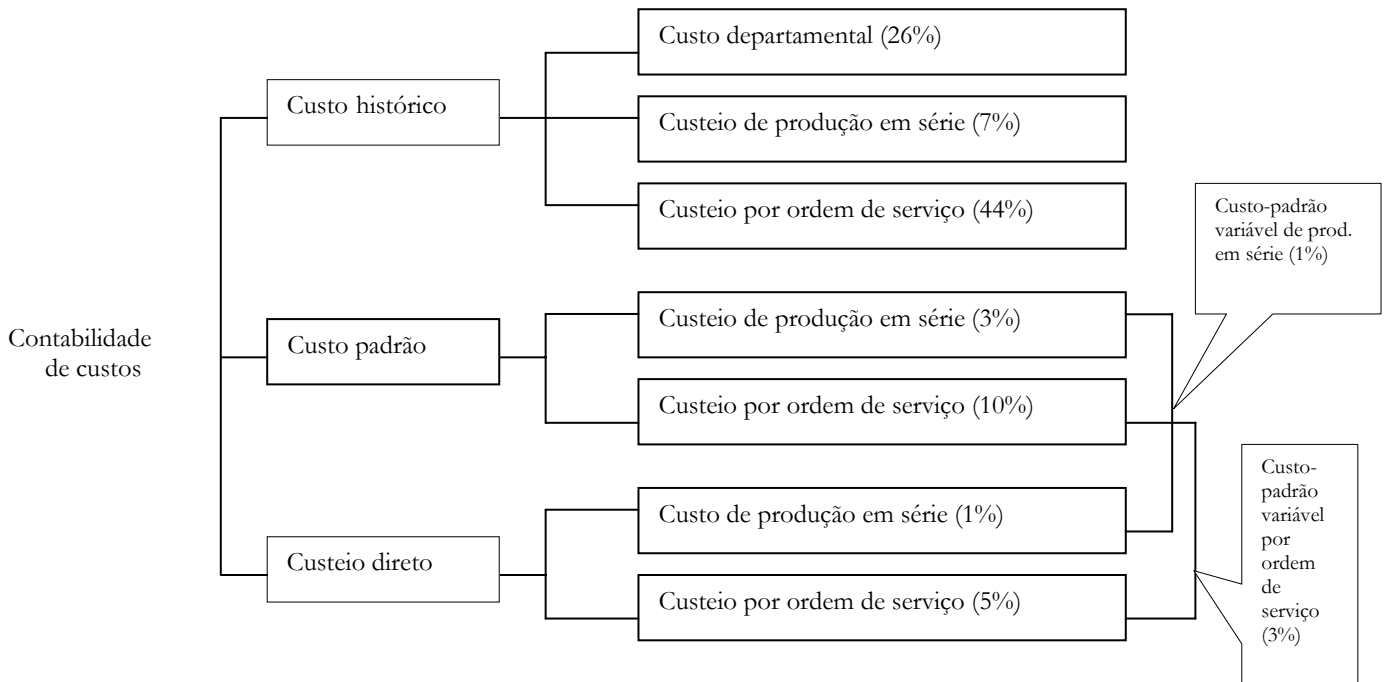 Custo departamental (26%)
Custo histórico
Custeio de produção em série (7%)
Custeio por ordem de serviço (44%)
Custo-padrão
variável de prod.
em série (1%)
Contabilidade
de custos
Custo padrão
Custeio de produção em série (3%)
Custeio por ordem de serviço (10%)
Custo-
padrão
variável
por
ordem
de
serviço
(3%)
Custeio direto
Custo de produção em série (1%)
Custeio por ordem de serviço (5%)